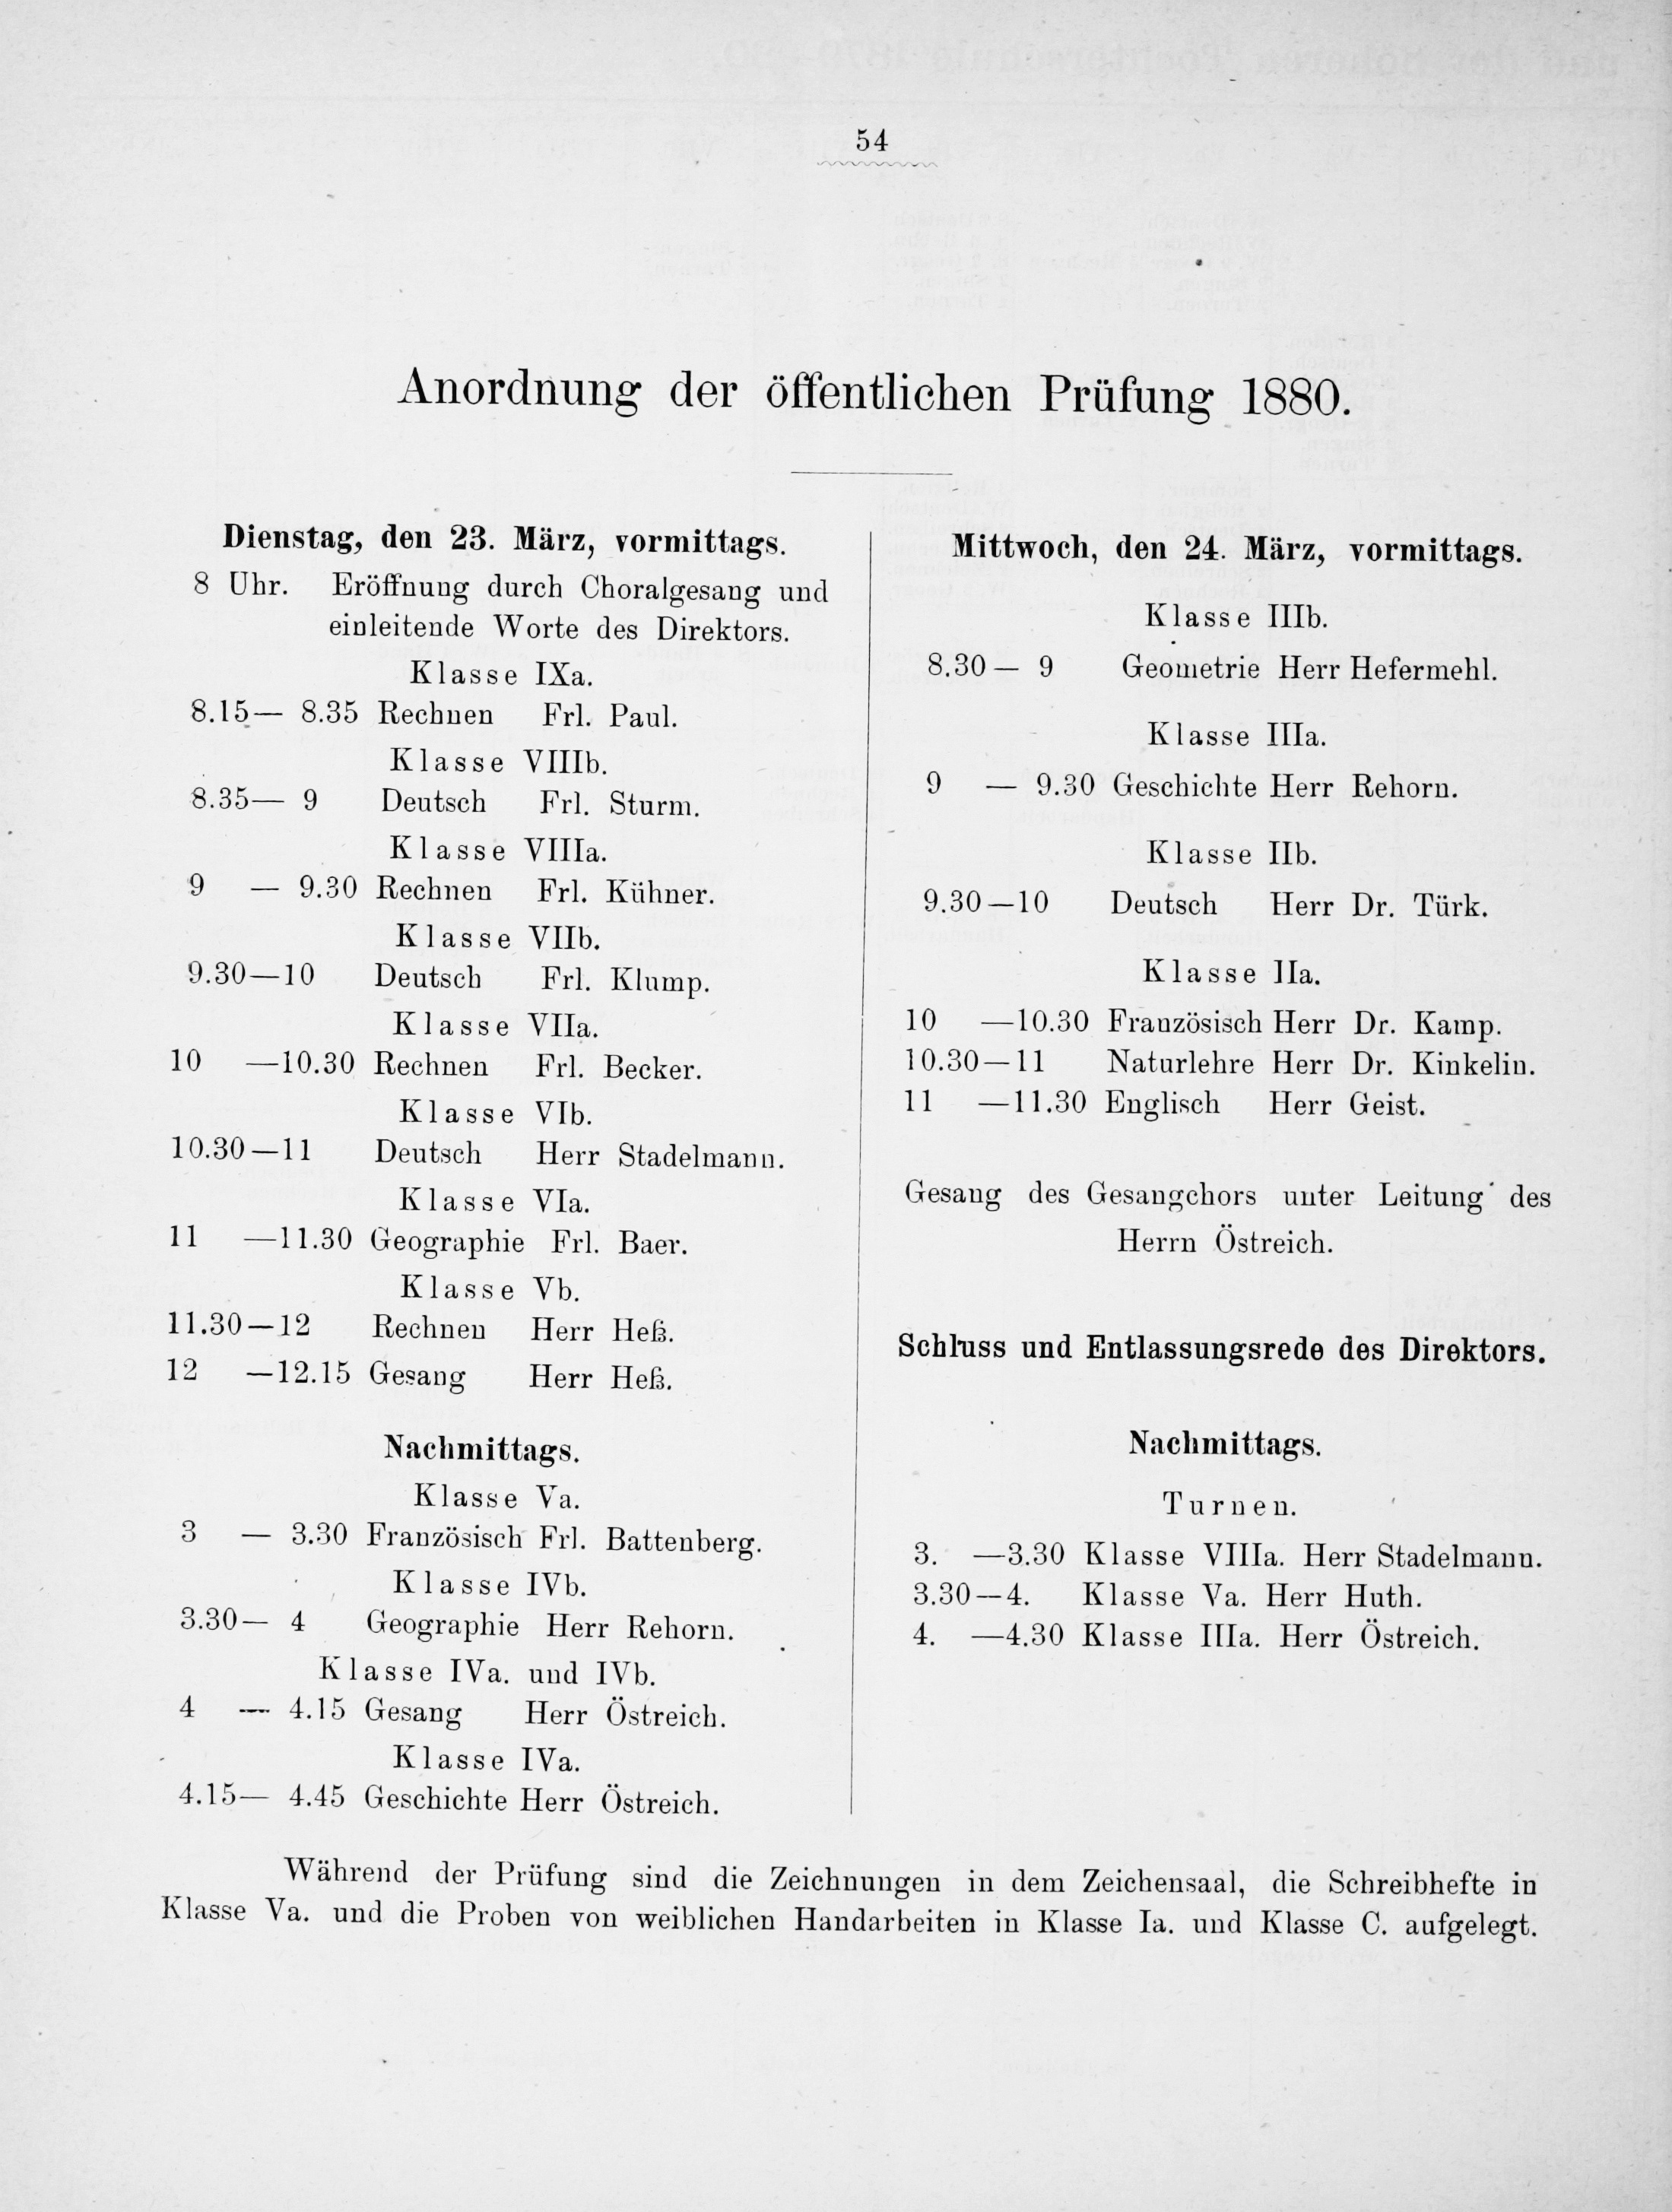 54
Anordnung der öffentlichen Prüfung 1880.
Dienstag, den 23. März, vormittags.
8 Uhr. Eröffnung durch Choralgesang und
einleitende Worte des Direktors.
Klasse IXa.
8.15— 8.35 Rechnen Frl. Paul.
Klasse VIIIb.
8.35— 9 Deutsch Frl. Sturm.
Klasse VIIIa.
9 — 9.30 Rechnen Frl. Kühner.
Klasse VIIb.
9.30—10 Deutsch Frl. Klump.
Klasse VIIa.
10 —10.30 Rechnen Frl. Becker.
Klasse VIb.
10.30—11 Deutsch Herr Stadelmann.
Klasse VIa.
11 —11.30 Geographie Frl. Baer.
Klasse Vb.
11.30—12 Rechnen Herr Heß.
12 —12.15 Gesang Herr Heß.
Nachmittags.
Klasse Va.
3 — 3.30 Französisch Frl. Battenberg.
Klasse IVb.
3.30— 4 Geographie Herr Rehorn.
Klasse IVa. und IVb.
4 — 4.15 Gesang Herr Östreich.
Klasse IVa.
4.15— 4.45 Geschichte Herr Östreich.
Mittwoch, den 24. März, vormittags.
Klasse IIIb.
8.30— 9 Geometrie Herr Hefermehl.
Klasse IIIa.
9 — 9.30 Geschichte Herr Rehorn.
Klasse IIb.
9.30—10 Deutsch Herr Dr. Türk.
Klasse IIa.
10 —10.30 Französisch Herr Dr. Kamp.
10.30—11 Naturlehre Herr Dr. Kinkelin.
11 —11.30 Englisch Herr Geist.
Gesang des Gesangchors unter Leitung des
Herrn Östreich.
Schluss und Entlassungsrede des Direktors.
Nachmittags.
Turnen.
3. —3.30 Klasse VIIIa. Herr Stadelmann.
3.30—4. Klasse Va. Herr Huth.
4. —4.30 Klasse IIIa. Herr Östreich.
Während der Prüfung sind die Zeichnungen in dem Zeichensaal, die Schreibhefte in
Klasse Va. und die Proben von weiblichen Handarbeiten in Klasse Ia. und Klasse C. aufgelegt.